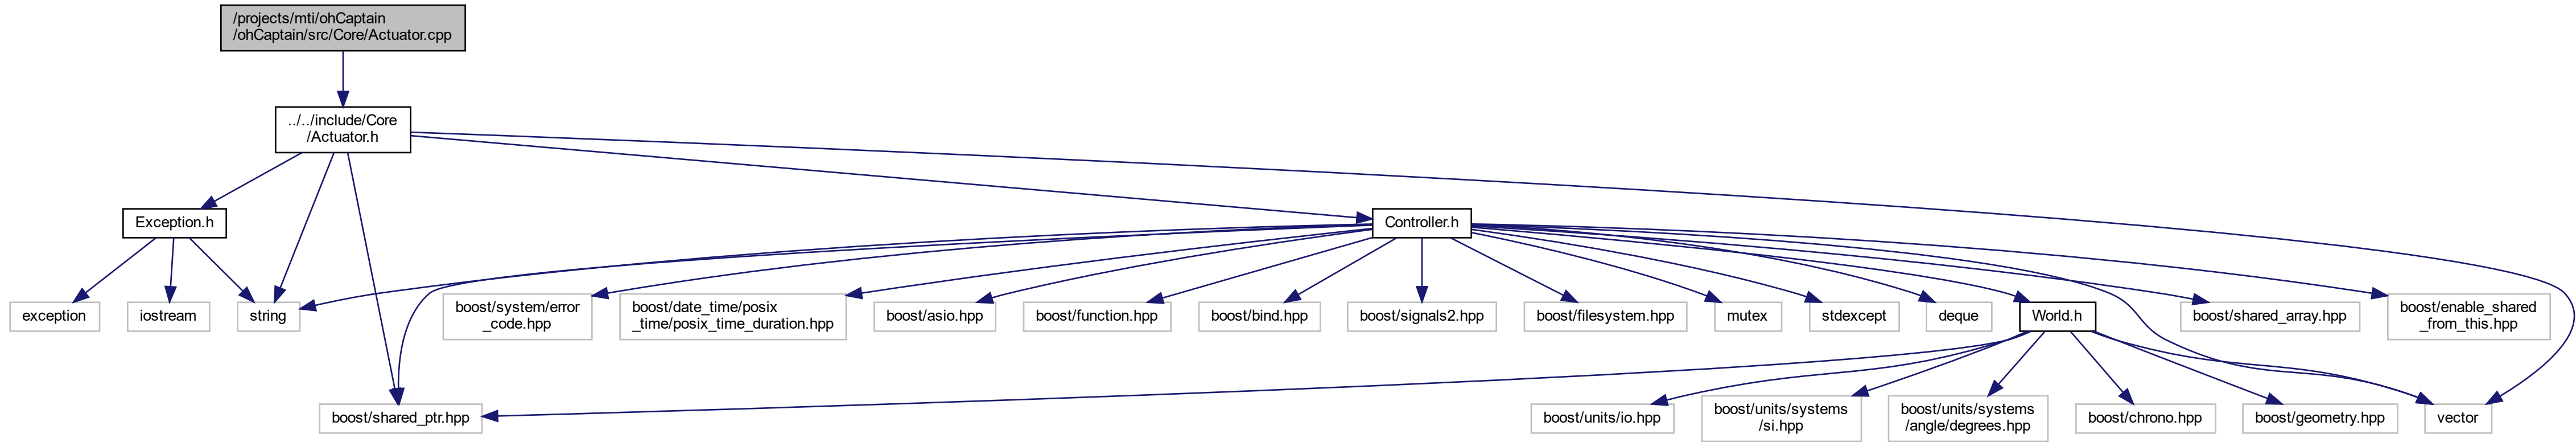 /projects/mti/ohCaptain
/ohCaptain/src/Core/Actuator.cpp
../../include/Core
/Actuator.h
Exception.h
Controller.h
exception
iostream
string
boost/system/error
_code.hpp
boost/date_time/posix
_time/posix_time_duration.hpp
boost/asio.hpp
boost/function.hpp
boost/bind.hpp
boost/signals2.hpp
boost/filesystem.hpp
mutex
stdexcept
deque
World.h
boost/shared_array.hpp
boost/enable_shared
_from_this.hpp
boost/shared_ptr.hpp
boost/units/io.hpp
boost/units/systems
/si.hpp
boost/units/systems
/angle/degrees.hpp
boost/chrono.hpp
boost/geometry.hpp
vector